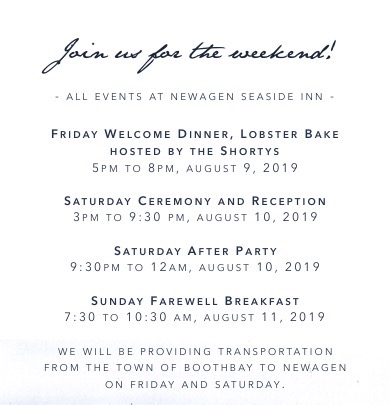 Join us for the weekend!
- ALL EVENTS AT NEWAGEN SEASIDE INN -
FRIDAY WELCOME DINNER, LOBSTER BAKE
HOSTED BY THE SHORTYS
5PM TO 8PM, AUGUST 9, 2019
SATURDAY CEREMONY AND RECEPTION
3PM TO 9:30 PM, AUGUST 10, 2019
SATURDAY AFTER PARTY
9:30PM TO 12AM, AUGUST 10, 2019
SUNDAY FAREWELL BREAKFAST
7:30 TO 10:30 AM, AUGUST 11, 2019
WE WILL BE PROVIDING TRANSPORTATION
FROM THE TOWN OF BOOTHBAY TO NEWAGEN
ON FRIDAY AND SATURDAY.